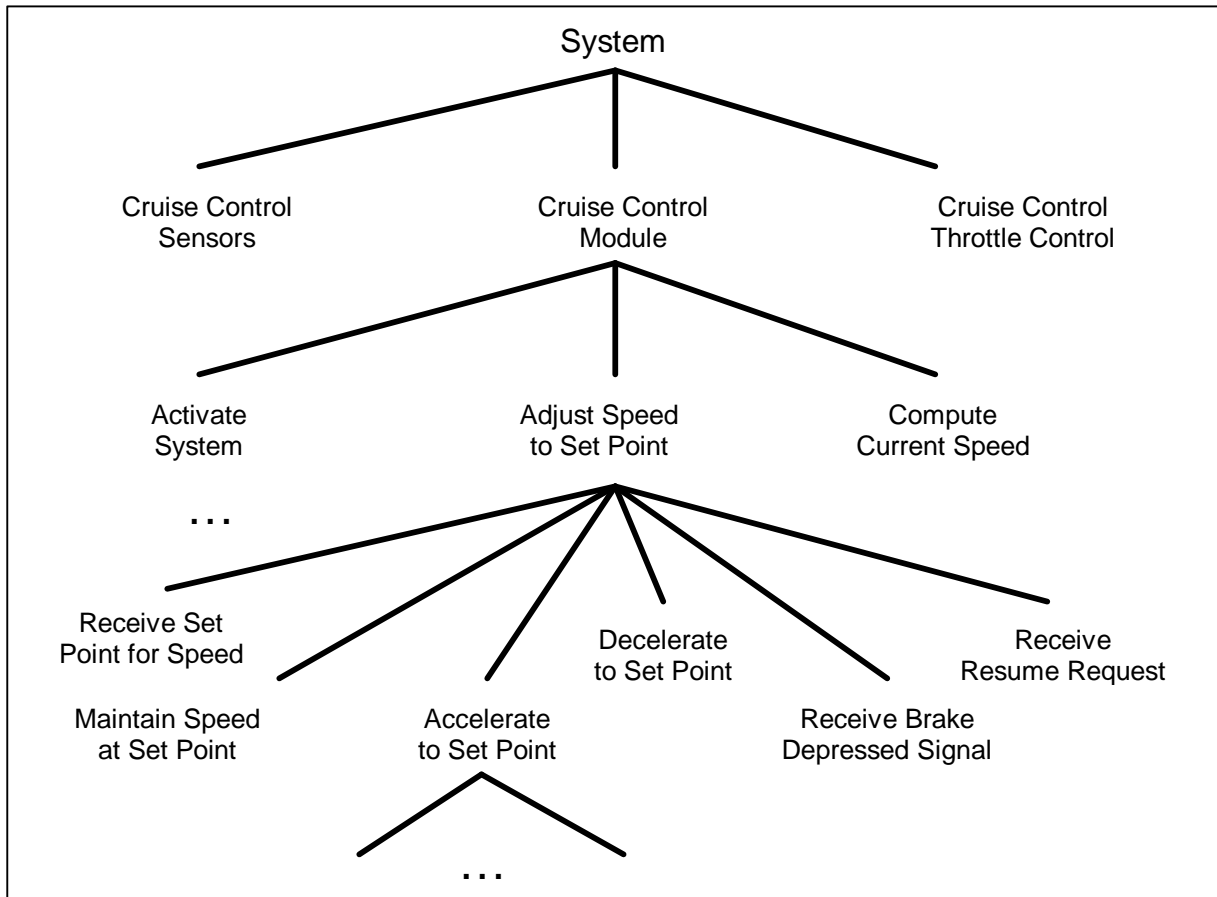 System
Cruise Control
Sensors
Cruise Control
Module
Cruise Control
Throttle Control
Activate
System
Adjust Speed
to Set Point
Compute
Current Speed
...
Receive Set
Point for Speed
Decelerate
to Set Point
Receive
Resume Request
Maintain Speed
at Set Point
Accelerate
to Set Point
Receive Brake
Depressed Signal
...